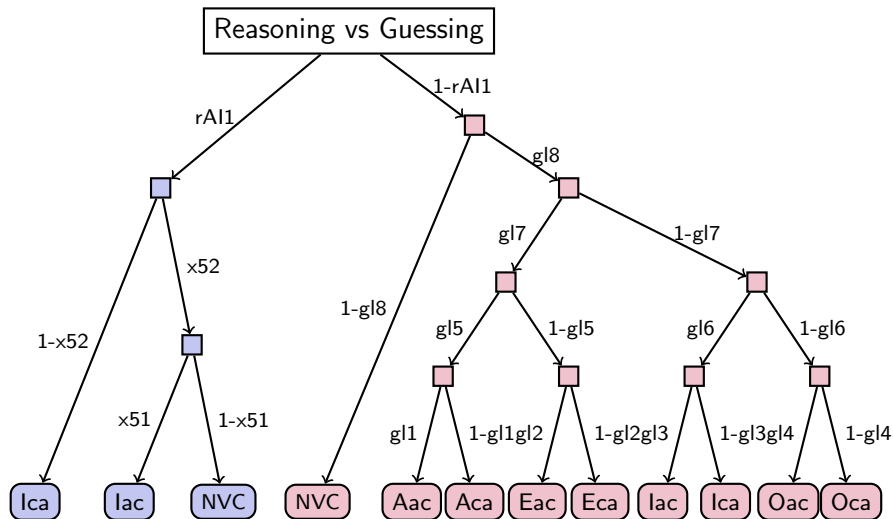 Reasoning vs Guessing
rAI1
1-rAI1
gl8
gl7
1-gl7
x52
1-x52
1-gl8
gl5
1-gl5
gl6
1-gl6
x51
1-x51
gl1
1-gl1gl2
1-gl2gl3
1-gl3gl4
1-gl4
Ica
Iac
NVC
NVC
Aac
Aca
Eac
Eca
Iac
Ica
Oac
Oca